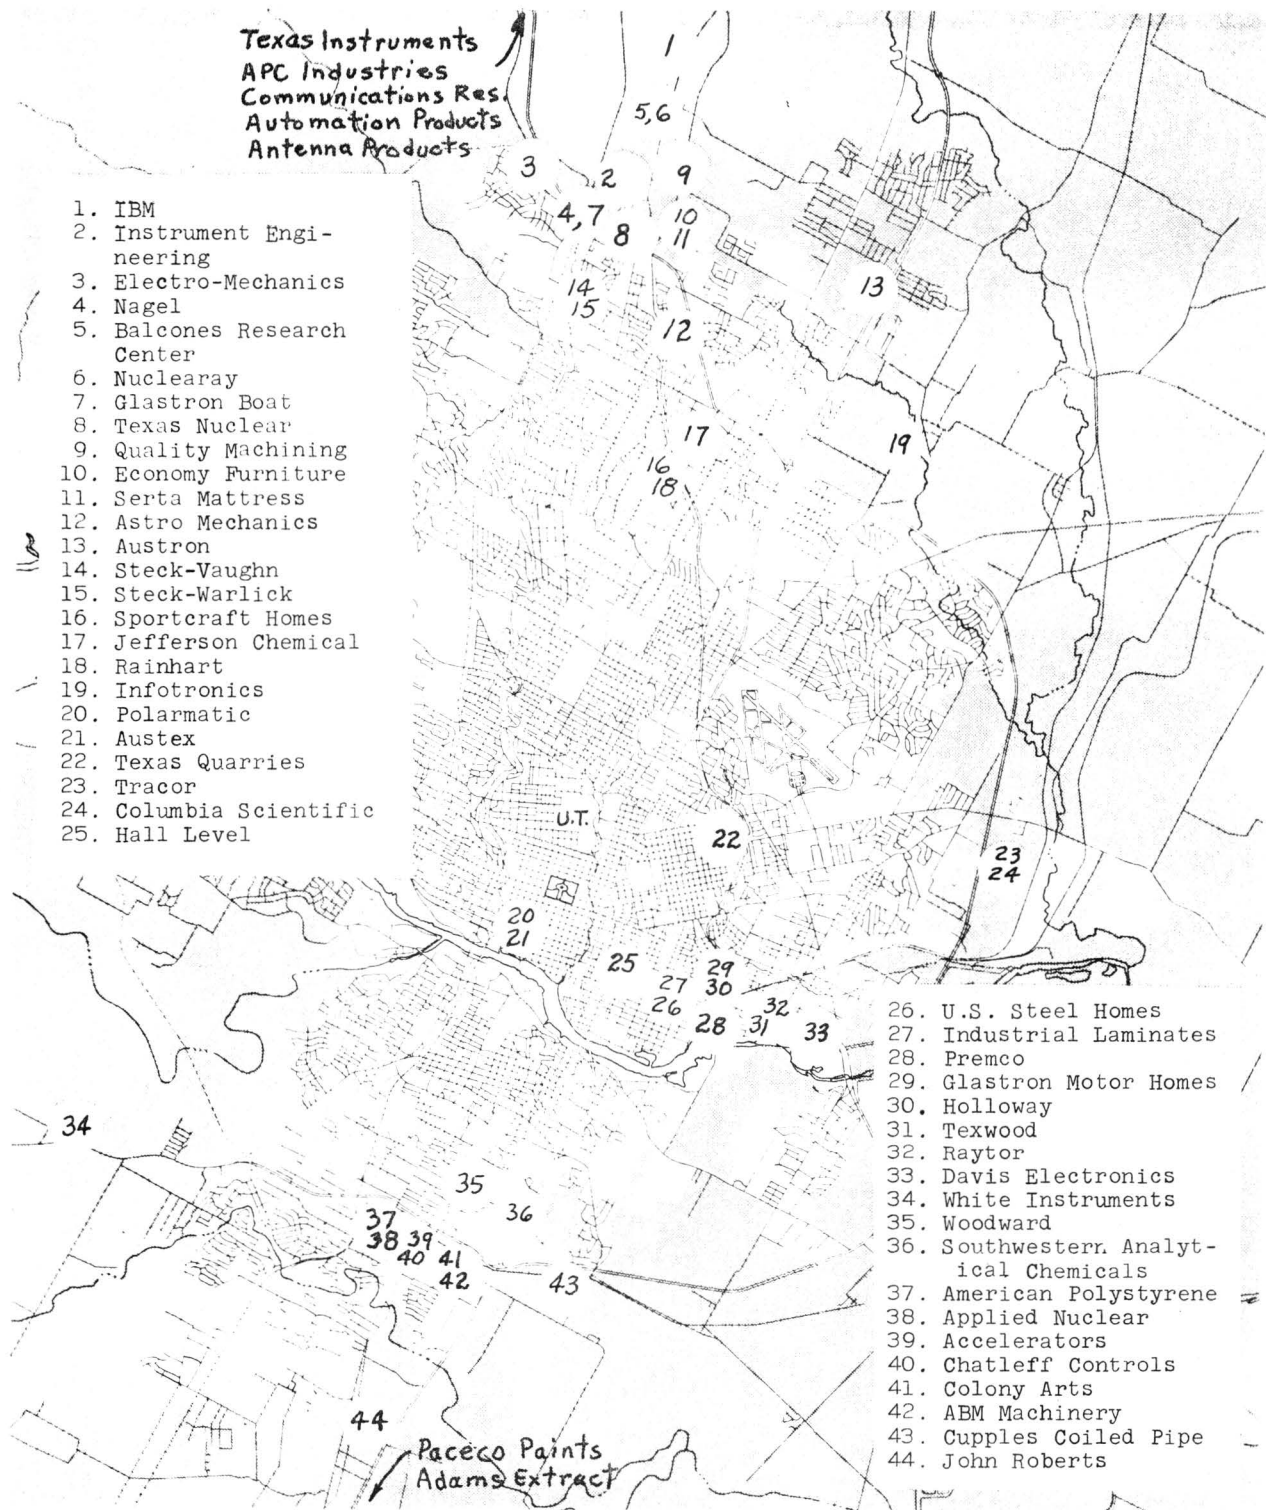 Texas Instruments
APC Industries
Communications Res.
Automation Products
Antenna Products
1
5,6
3
2
9
4,7
10
8
11
14
15
13
12
17
16
18
19
1. IBM
2. Instrument Engi-
neering
3. Electro-Mechanics
4. Nagel
5. Balcones Research
Center
6. Nuclearay
7. Glastron Boat
8. Texas Nuclear
9. Quality Machining
10. Economy Furniture
11. Serta Mattress
12. Astro Mechanics
13. Austron
14. Steck-Vaughn
15. Steck-Warlick
16. Sportcraft Homes
17. Jefferson Chemical
18. Rainhart
19. Infotronics
20. Polarmatic
21. Austex
22. Texas Quarries
23. Tracor
24. Columbia Scientific
25. Hall Level
U.T.
22
23
24
20
21
25
29
27
30
26
32
28
31
33
34
35
36
37
38
39
40
41
42
43
44
26. U.S. Steel Homes
27. Industrial Laminates
28. Premco
29. Glastron Motor Homes
30. Holloway
31. Texwood
32. Raytor
33. Davis Electronics
34. White Instruments
35. Woodward
36. Southwestern Analyt-
ical Chemicals
37. American Polystyrene
38. Applied Nuclear
39. Accelerators
40. Chatleff Controls
41. Colony Arts
42. ABM Machinery
43. Cupples Coiled Pipe
44. John Roberts
Paceco Paints
Adams Extract